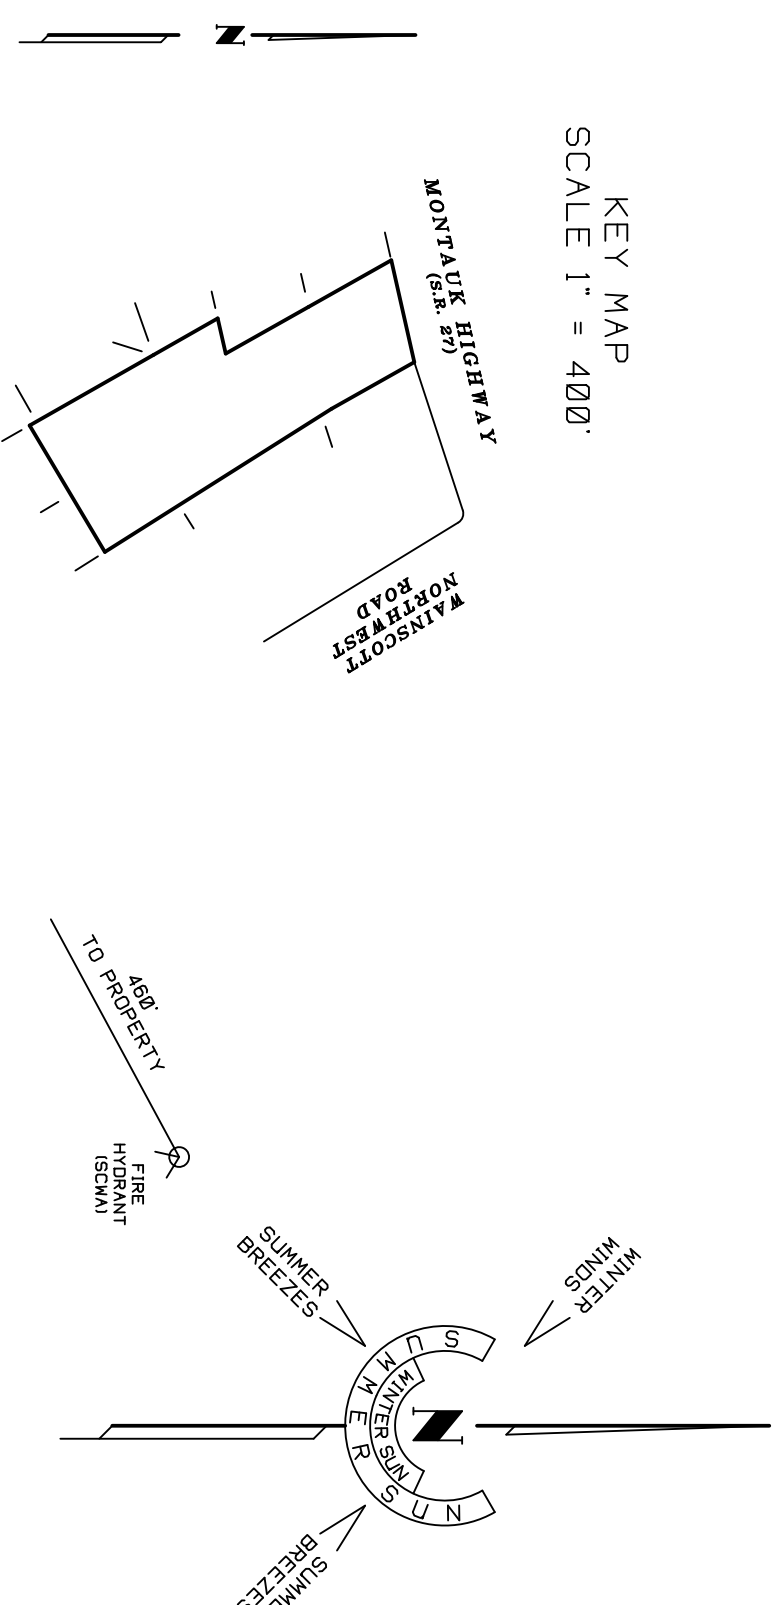 N
KEY MAP
SCALE 1" = 400'
MONTAUK HIGHWAY
(S.R. 27)
WAINSCOTT
NORTHWEST
ROAD
460'
TO PROPERTY
FIRE
HYDRANT
(SCWA)
SUMMER
BREEZES
WINTER
WINDS
SUMMER SUN
WINTER SUN
N
SUMME
BREEZES